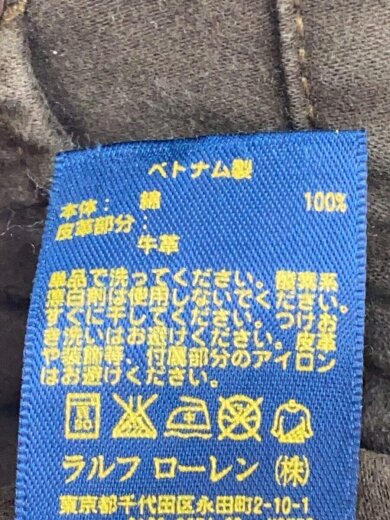 ベトナム製
本体： 綿 100%
皮革部分：
牛革
単品で洗ってください。酸素系
漂白剤は使用しないでください。
すぐに干してください。つけお
き洗いはお避けください。皮革
や装飾等、付属部分のアイロン
はお避けください。
ラルフ ローレン（株）
東京都千代田区永田町2-10-1